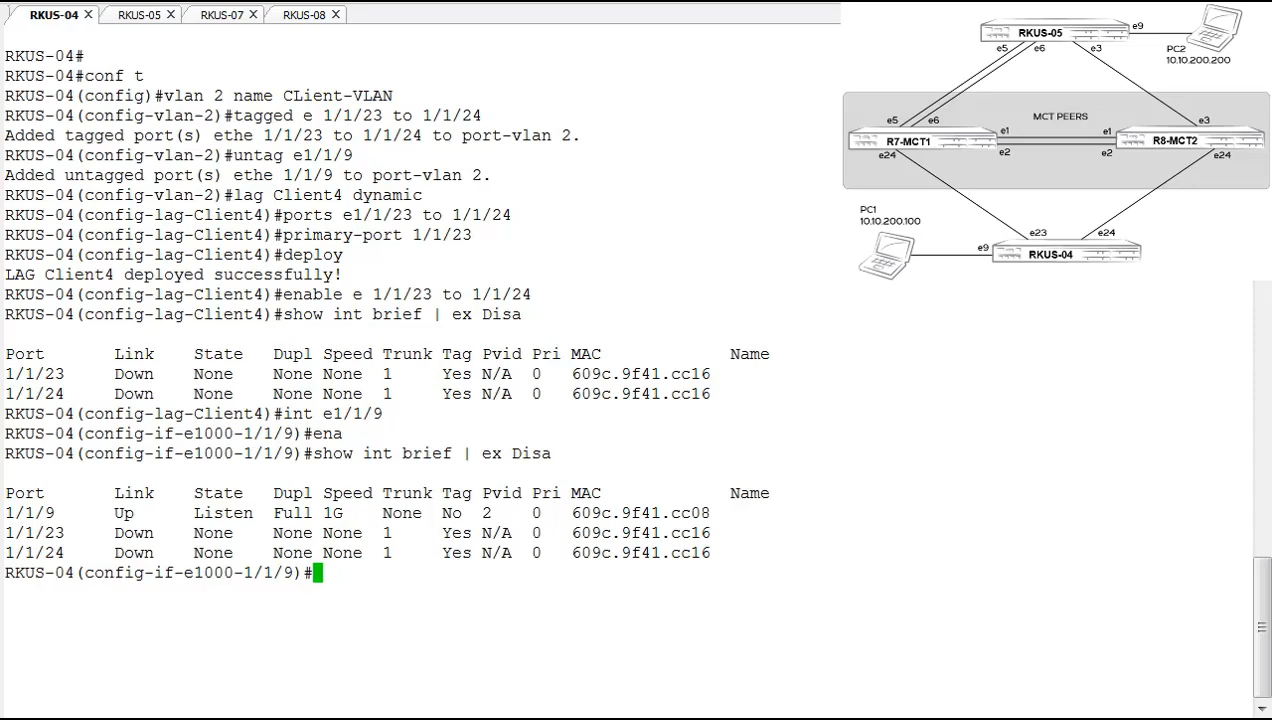 RKUS-04 X RKUS-05 X RKUS-07 X RKUS-08 X
RKUS-04#
RKUS-04#conf t
RKUS-04(config)#vlan 2 name CLient-VLAN
RKUS-04(config-vlan-2)#tagged e 1/1/23 to 1/1/24
Added tagged port(s) ethe 1/1/23 to 1/1/24 to port-vlan 2.
RKUS-04(config-vlan-2)#untag e1/1/9
Added untagged port(s) ethe 1/1/9 to port-vlan 2.
RKUS-04(config-vlan-2)#lag Client4 dynamic
RKUS-04(config-lag-Client4)#ports e1/1/23 to 1/1/24
RKUS-04(config-lag-Client4)#primary-port 1/1/23
RKUS-04(config-lag-Client4)#deploy
LAG Client4 deployed successfully!
RKUS-04(config-lag-Client4)#enable e 1/1/23 to 1/1/24
RKUS-04(config-lag-Client4)#show int brief | ex Disa
Port Link State Dupl Speed Trunk Tag Pvid Pri MAC Name
1/1/23 Down None None None 1 Yes N/A 0 609c.9f41.cc16
1/1/24 Down None None None 1 Yes N/A 0 609c.9f41.cc16
RKUS-04(config-lag-Client4)#int e1/1/9
RKUS-04(config-if-e1000-1/1/9)#ena
RKUS-04(config-if-e1000-1/1/9)#show int brief | ex Disa
Port Link State Dupl Speed Trunk Tag Pvid Pri MAC Name
1/1/9 Up Listen Full 1G None No 2 0 609c.9f41.cc08
1/1/23 Down None None None 1 Yes N/A 0 609c.9f41.cc16
1/1/24 Down None None None 1 Yes N/A 0 609c.9f41.cc16
RKUS-04(config-if-e1000-1/1/9)#
RKUS-05 e9
e5 e6 e3
PC2
10.10.200.200
MCT PEERS
e5 e6 e3
R7-MCT1 e1 e1 R8-MCT2
e24 e2 e2 e24
PC1
10.10.200.100
e23 e24
e9 RKUS-04